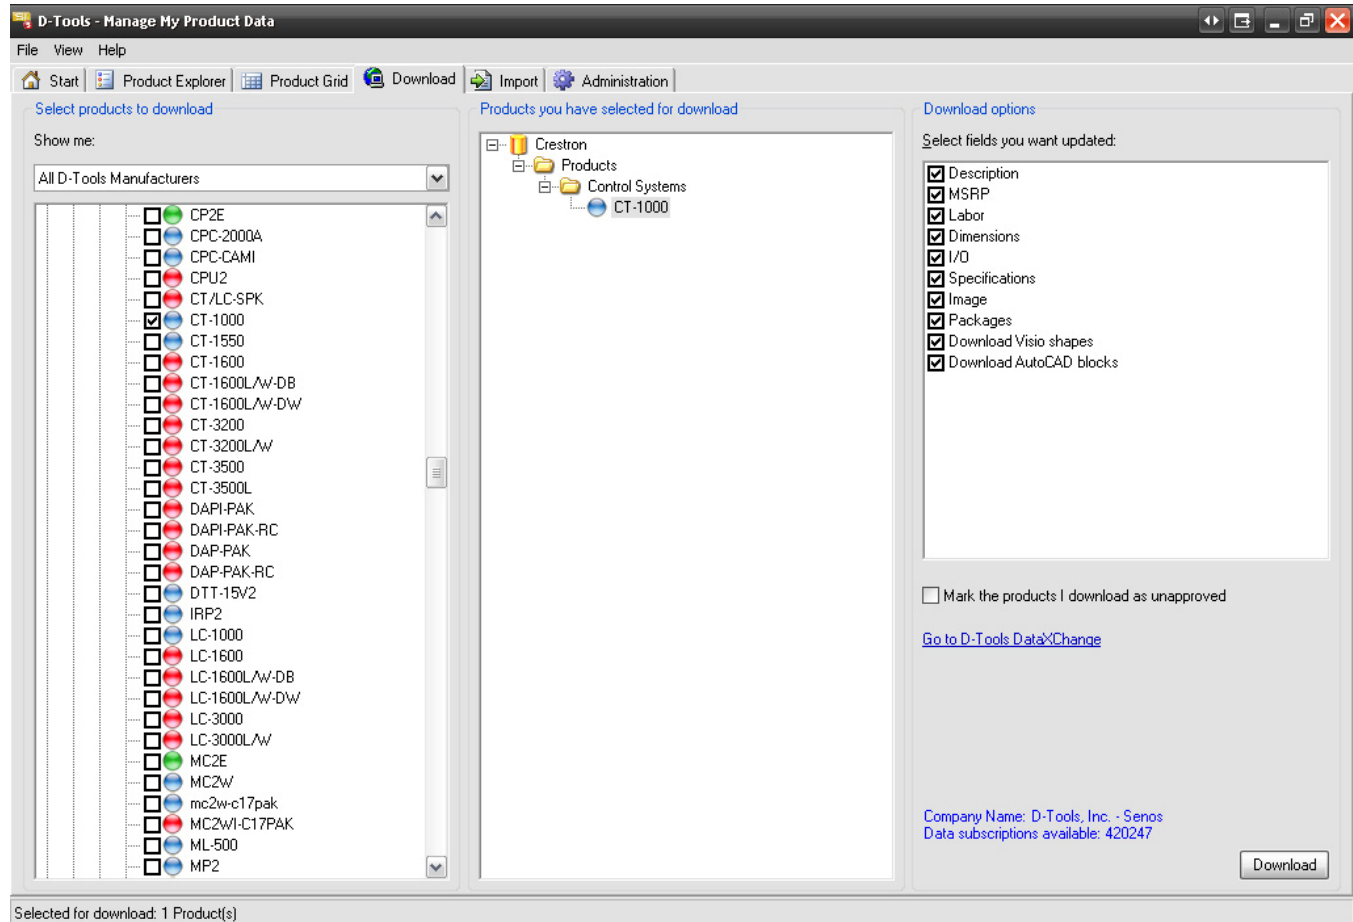 D-Tools - Manage My Product Data
File View Help
Start Product Explorer Product Grid Download Import Administration
Select products to download
Show me:
All D-Tools Manufacturers
CP2E
CPC-2000A
CPC-CAMI
CPU2
CT/LC-SPK
CT-1000
CT-1550
CT-1600
CT-1600L/W-DB
CT-1600L/W-DW
CT-3200
CT-3200L/W
CT-3500
CT-3500L
DAPI-PAK
DAPI-PAK-RC
DAP-PAK
DAP-PAK-RC
DTT-15V2
IRP2
LC-1000
LC-1600
LC-1600L/W-DB
LC-1600L/W-DW
LC-3000
LC-3000L/W
MC2E
MC2W
mc2w-c17pak
MC2WI-C17PAK
ML-500
MP2
Products you have selected for download
Crestron
Products
Control Systems
CT-1000
Download options
Select fields you want updated:
Description
MSRP
Labor
Dimensions
I/O
Specifications
Image
Packages
Download Visio shapes
Download AutoCAD blocks
Mark the products I download as unapproved
Go to D-Tools DataXChange
Company Name: D-Tools, Inc. - Senos
Data subscriptions available: 420247
Download
Selected for download: 1 Product(s)